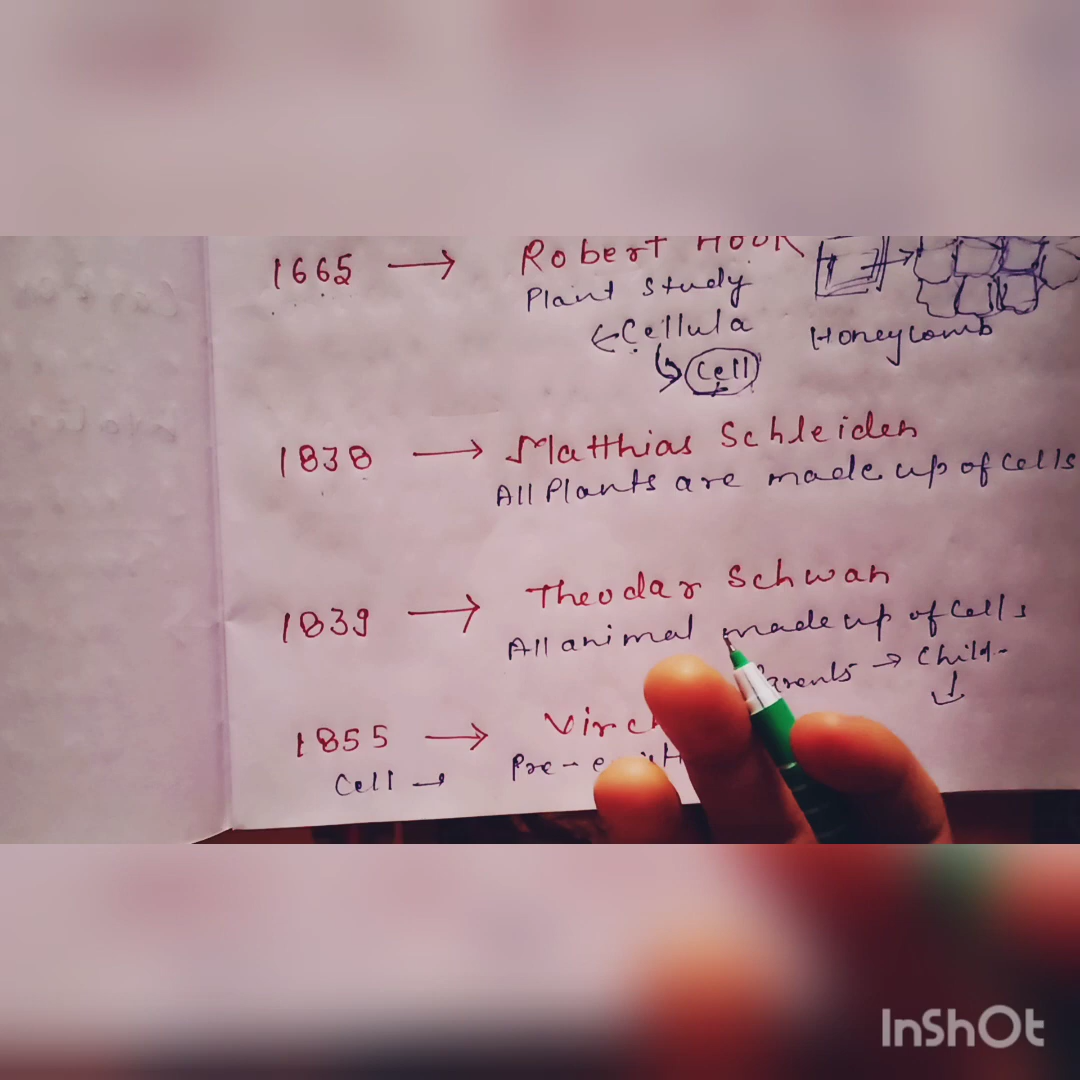 1665 → Robert Hook
Plant study
← Cellula
Honeycomb
↳ Cell
1838 → Matthias Schleiden
All Plants are made up of Cells
1839 → Theodar Schwan
All animal made up of Cells
→ Child
1855 →
Cell →
InShOt